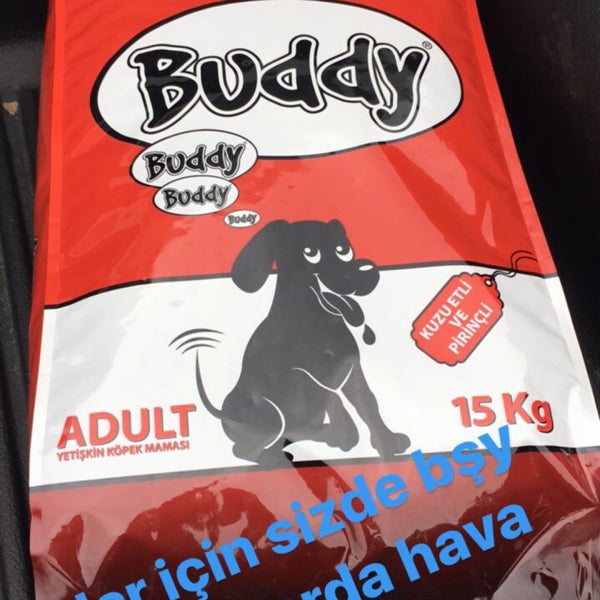 Buddy®
Buddy
Buddy
Buddy
KUZU ETLİ
VE
PİRİNÇLİ
ADULT
YETİŞKİN KÖPEK MAMASI
15 Kg
için sizde bşy
hava